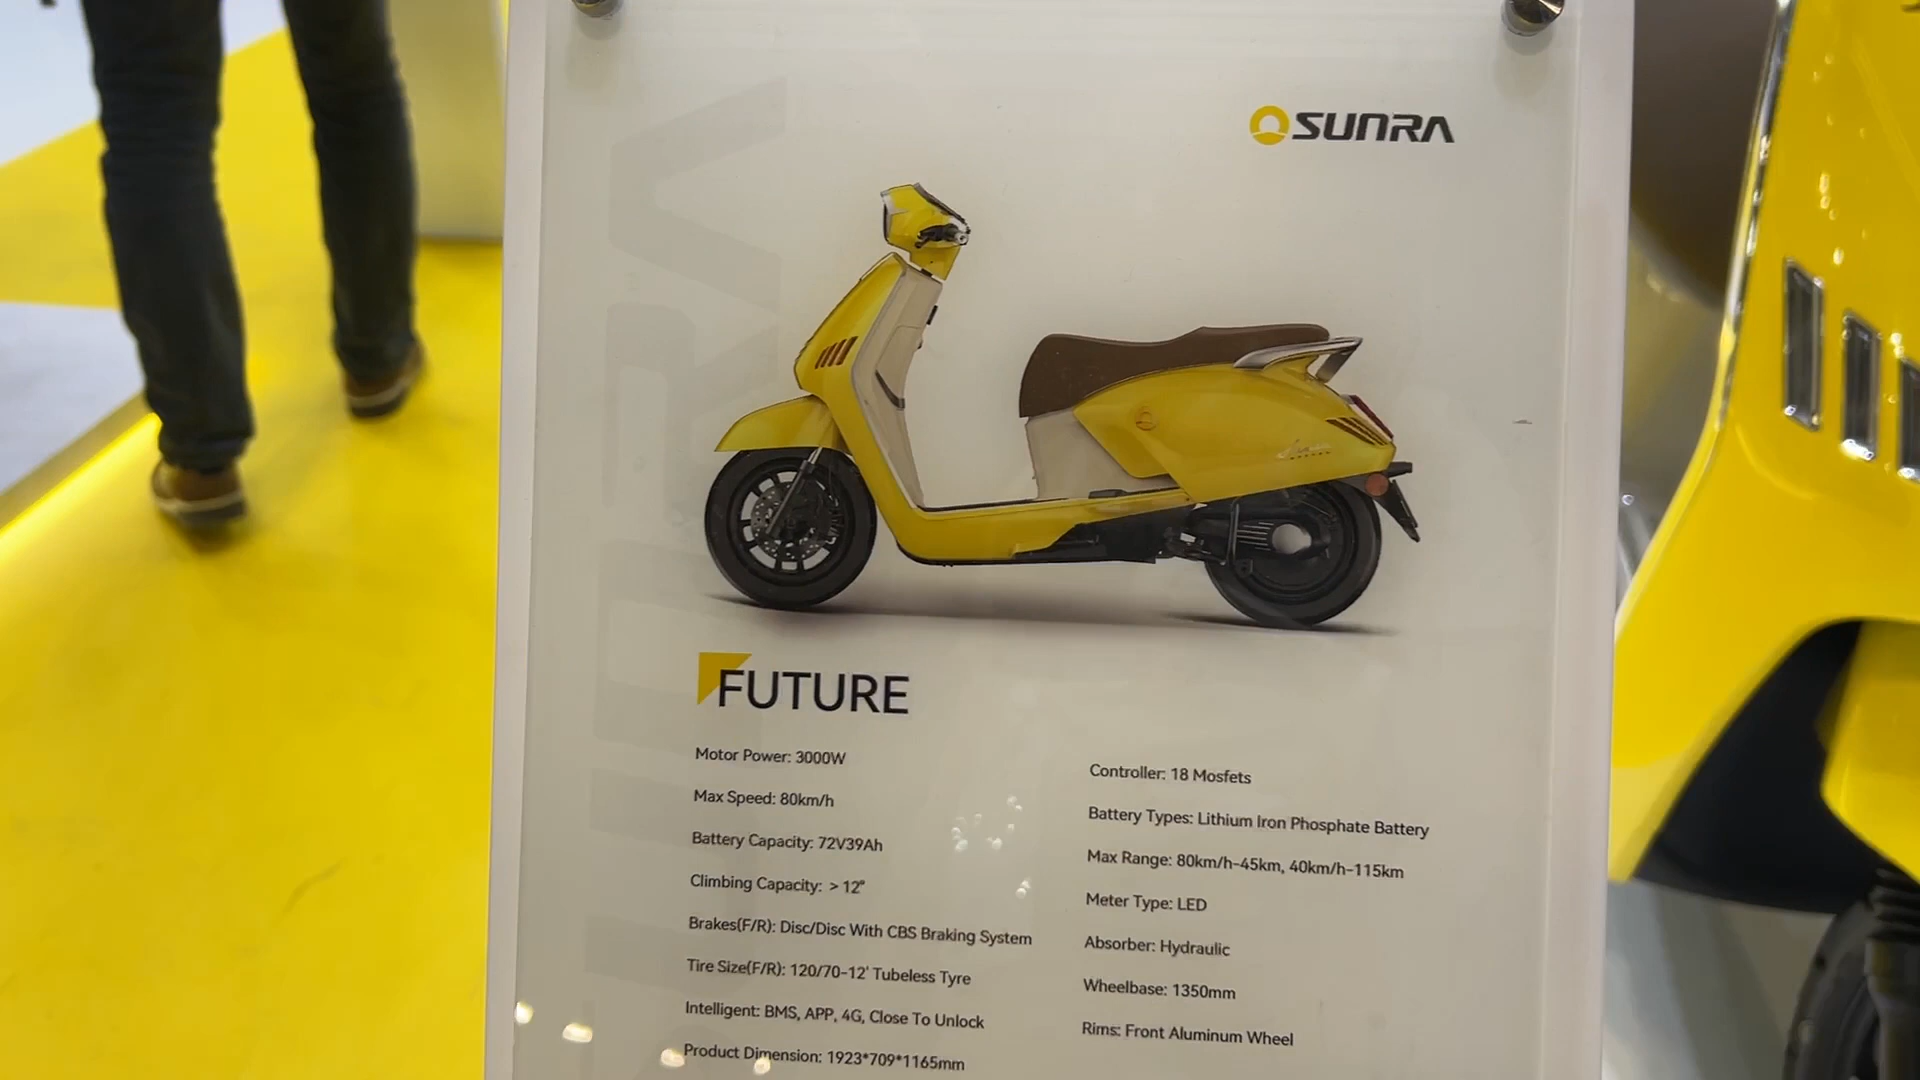 SUNRA
FUTURE
Motor Power: 3000W
Max Speed: 80km/h
Battery Capacity: 72V39Ah
Climbing Capacity: > 12°
Brakes(F/R): Disc/Disc With CBS Braking System
Tire Size(F/R): 120/70-12' Tubeless Tyre
Intelligent: BMS, APP, 4G, Close To Unlock
Product Dimension: 1923*709*1165mm
Controller: 18 Mosfets
Battery Types: Lithium Iron Phosphate Battery
Max Range: 80km/h-45km, 40km/h-115km
Meter Type: LED
Absorber: Hydraulic
Wheelbase: 1350mm
Rims: Front Aluminum Wheel